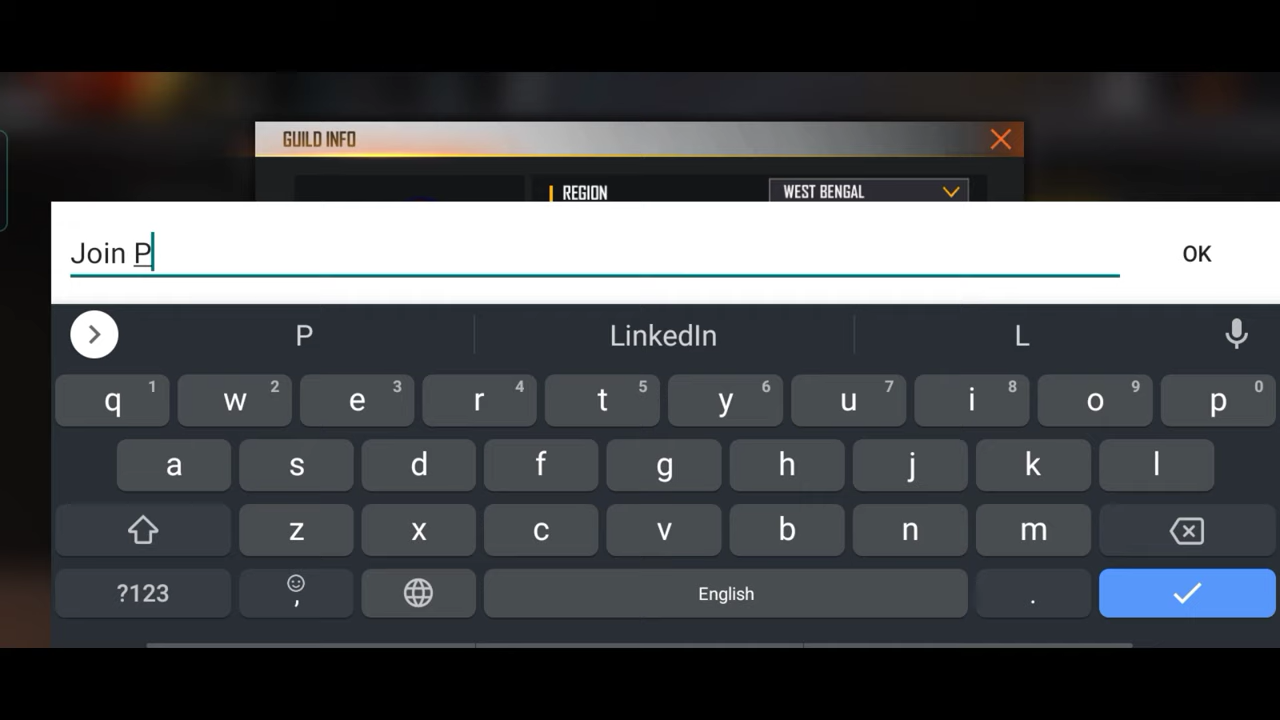 GUILD INFO
REGION
WEST BENGAL
Join P
OK
P LinkedIn L
q 1 w 2 e 3 r 4 t 5 y 6 u 7 i 8 o 9 p 0
a s d f g h j k l
z x c v b n m
?123 , English .